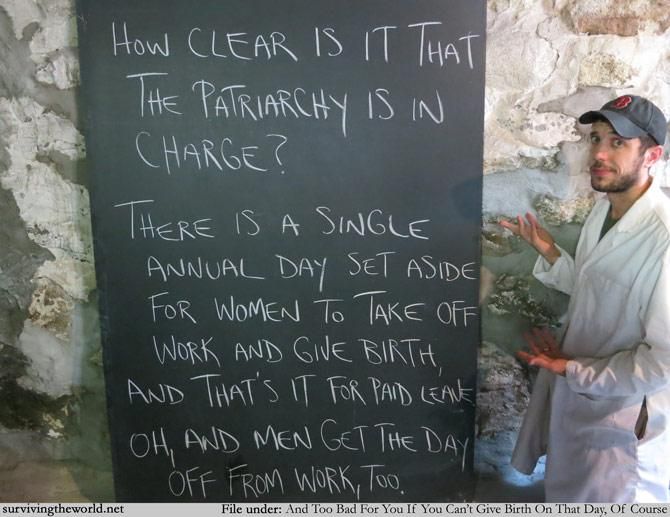 HOW CLEAR IS IT THAT
THE PATRIARCHY IS IN
CHARGE?
THERE IS A SINGLE
ANNUAL DAY SET ASIDE
FOR WOMEN TO TAKE OFF
WORK AND GIVE BIRTH,
AND THAT'S IT FOR PAID LEAVE
OH, AND MEN GET THE DAY
OFF FROM WORK, TOO.
B
survivingtheworld.net
File under: And Too Bad For You If You Can't Give Birth On That Day, Of Course